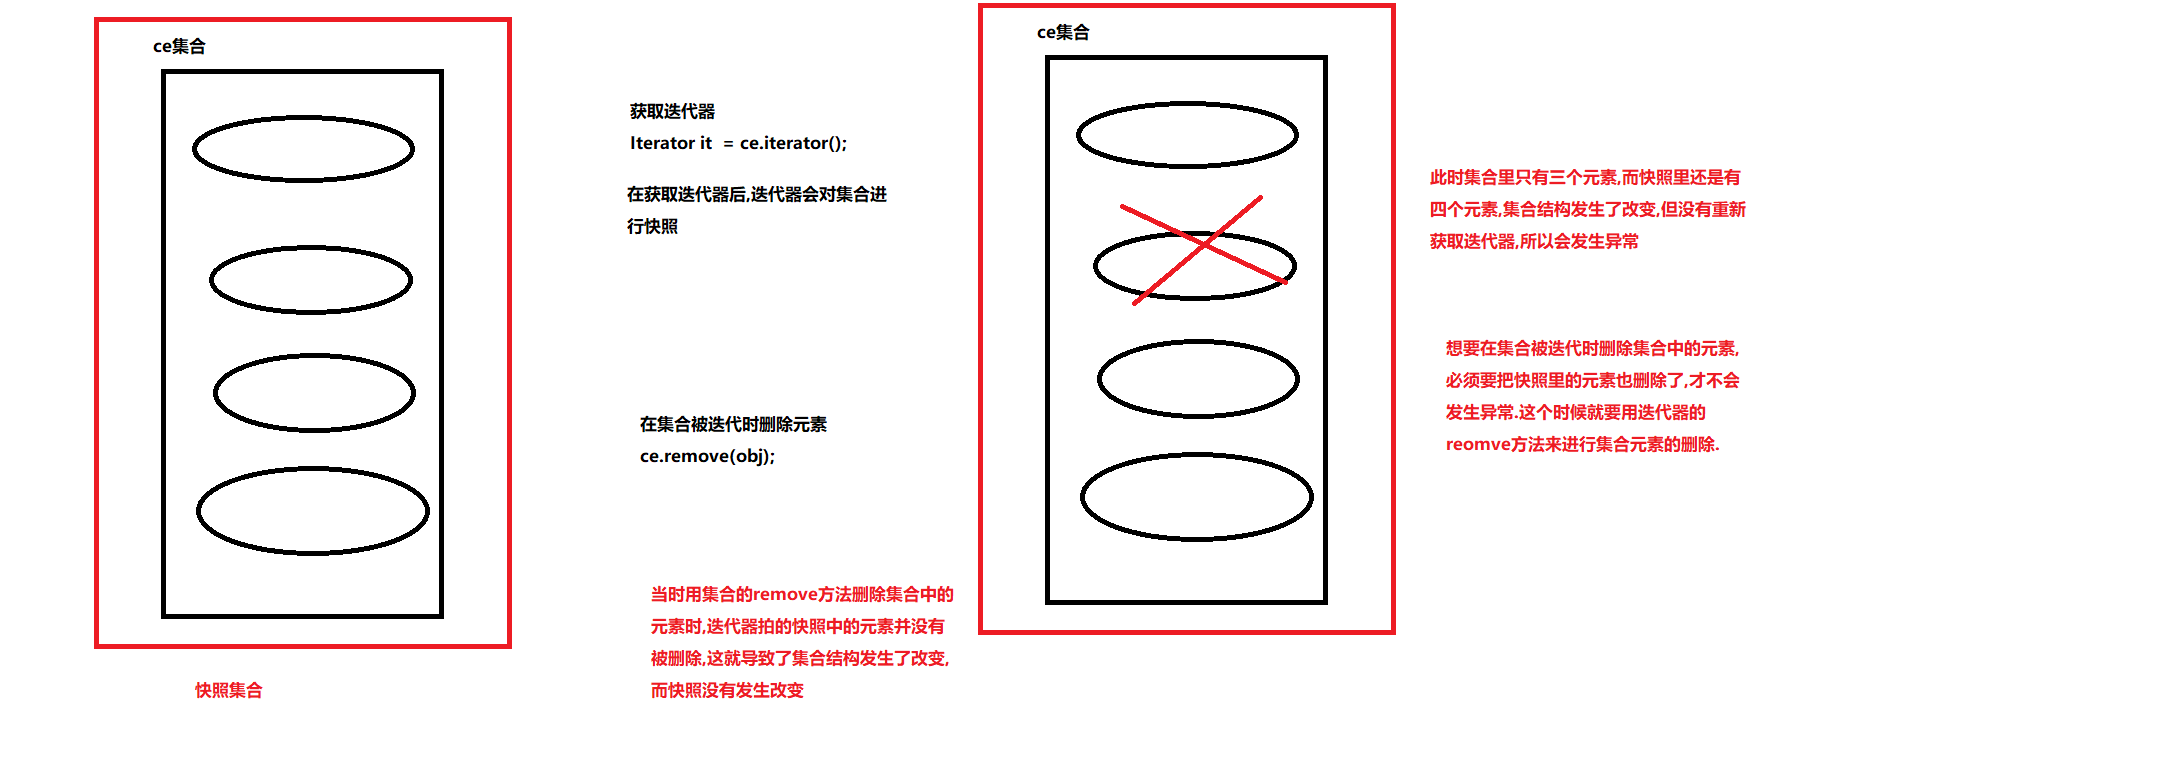 ce集合
快照集合
获取迭代器
Iterator it  = ce.iterator();
在获取迭代器后,迭代器会对集合进
行快照
在集合被迭代时删除元素
ce.remove(obj);
当时用集合的remove方法删除集合中的
元素时,迭代器拍的快照中的元素并没有
被删除,这就导致了集合结构发生了改变,
而快照没有发生改变
ce集合
此时集合里只有三个元素,而快照里还是有
四个元素,集合结构发生了改变,但没有重新
获取迭代器,所以会发生异常
想要在集合被迭代时删除集合中的元素,
必须要把快照里的元素也删除了,才不会
发生异常.这个时候就要用迭代器的
reomve方法来进行集合元素的删除.